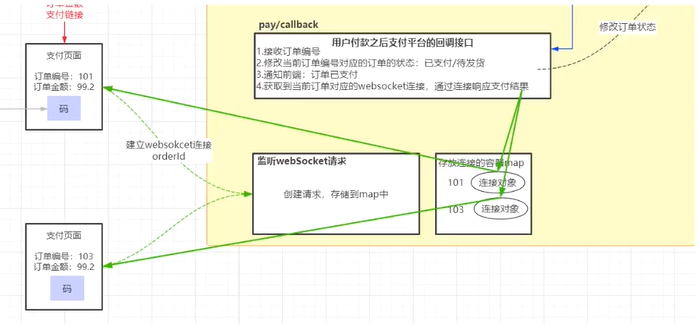 支付链接
支付页面
订单编号：101
订单金额：99.2
码
pay/callback
用户付款之后支付平台的回调接口
1.接收订单编号
2.修改当前订单编号对应的订单的状态：已支付/待发货
3.通知前端：订单已支付
4.获取到当前订单对应的websocket连接，通过连接响应支付结果
修改订单状态
建立websokcet连接
orderId
监听webSocket请求
创建请求，存储到map中
存放连接的容器map
101
连接对象
103
连接对象
支付页面
订单编号：103
订单金额：99.2
码